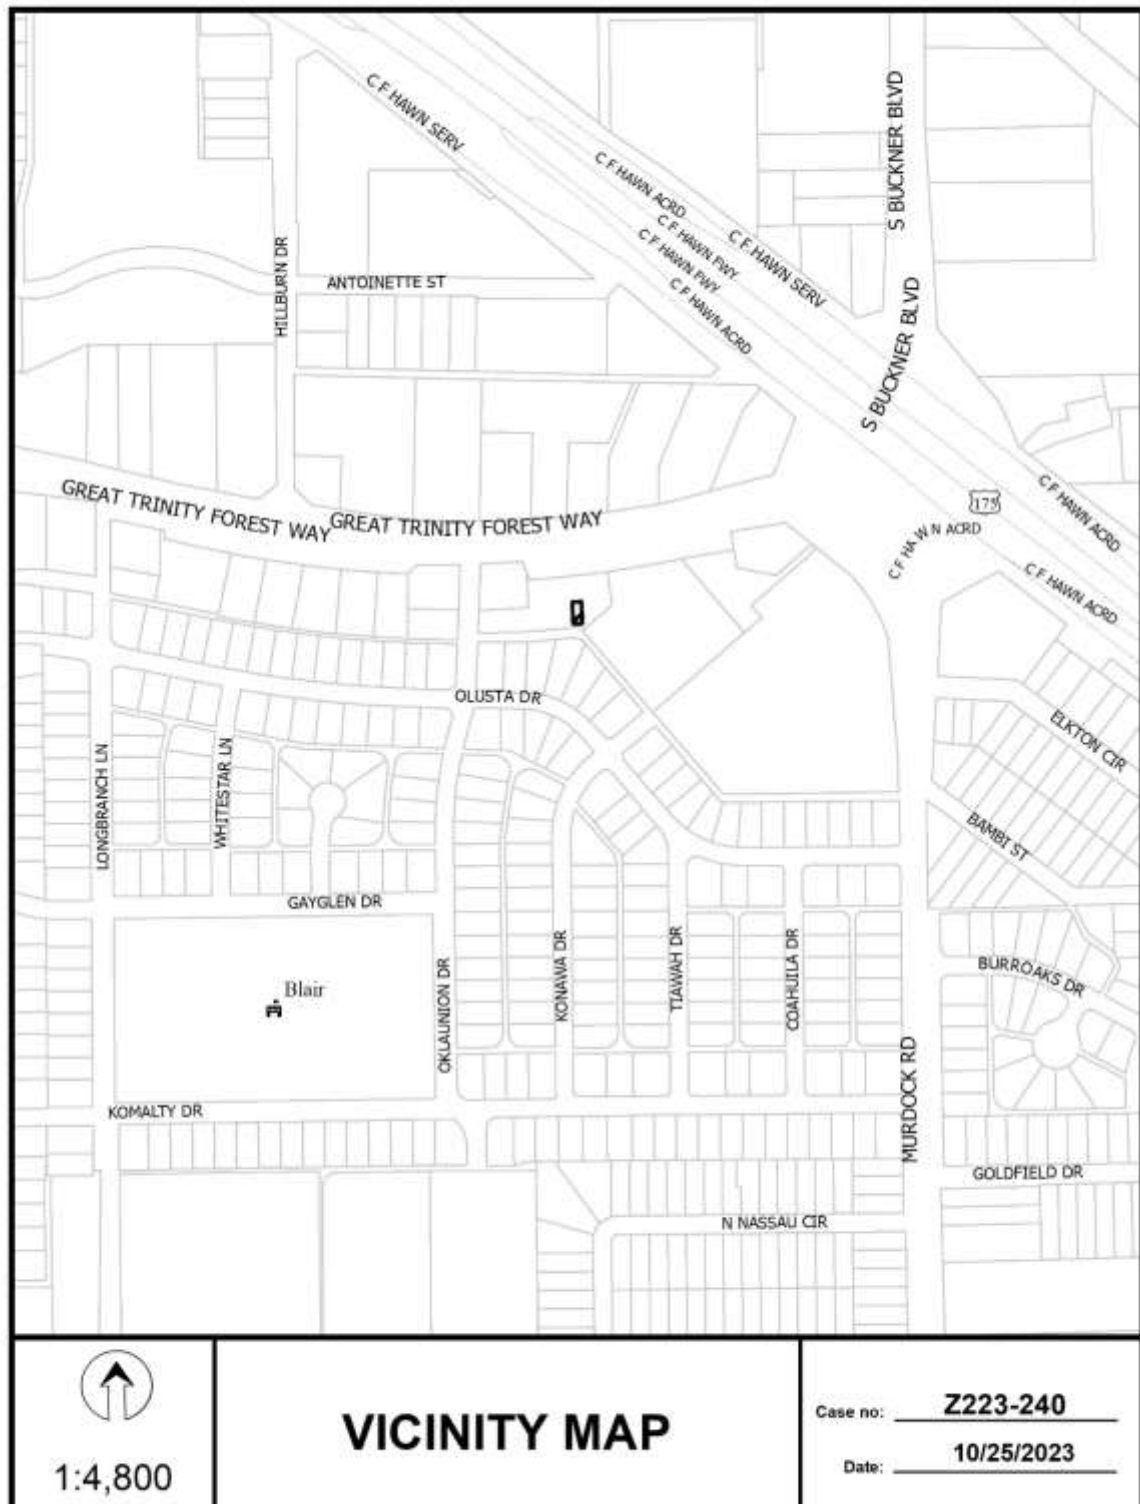 C F HAWN SERV
S BUCKNER BLVD
C F HAWN ACRD
C F HAWN FWY
C F HAWN SERV
C F HAWN FWY
HILLBURN DR
ANTOINETTE ST
C F HAWN ACRD
S BUCKNER BLVD
GREAT TRINITY FOREST WAY
GREAT TRINITY FOREST WAY
175
C F HAWN ACRD
C F HAWN ACRD
C F HAWN ACRD
OLUSTA DR
ELKTON CIR
LONGBRANCH LN
WHITESTAR LN
BAMBI ST
GAYGLEN DR
OKLAUNION DR
KONAWA DR
TIAWAH DR
COAHUILA DR
BURROAKS DR
Blair
MURDOCK RD
KOMALTY DR
GOLDFIELD DR
N NASSAU CIR
1:4,800
VICINITY MAP
Case no: Z223-240
Date: 10/25/2023